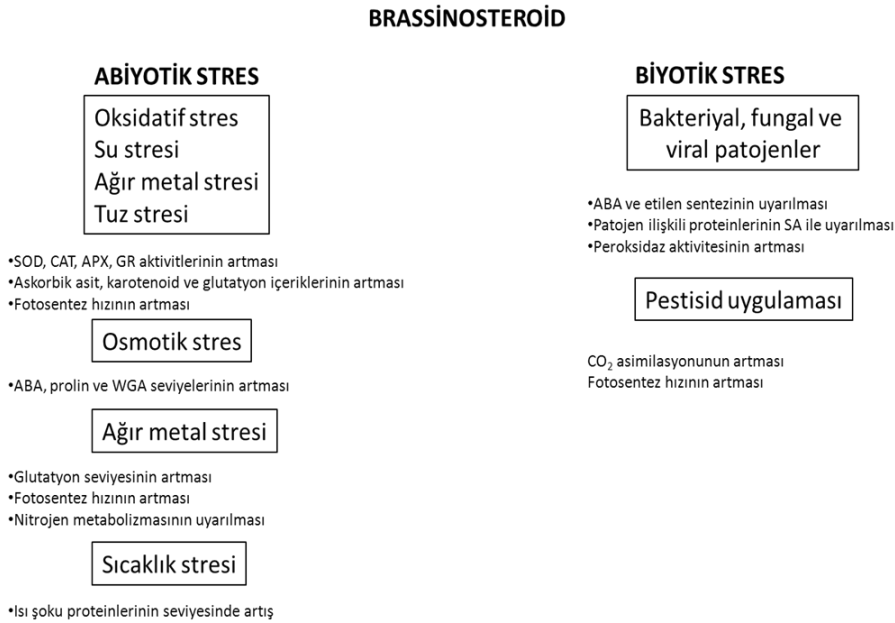 BRASSİNOSTEROİD
ABİYOTİK STRES
Oksidatif stres
Su stresi
Ağır metal stresi
Tuz stresi
•SOD, CAT, APX, GR aktivitlerinin artması
•Askorbik asit, karotenoid ve glutatyon içeriklerinin artması
•Fotosentez hızının artması
Osmotik stres
•ABA, prolin ve WGA seviyelerinin artması
Ağır metal stresi
•Glutatyon seviyesinin artması
•Fotosentez hızının artması
•Nitrojen metabolizmasının uyarılması
Sıcaklık stresi
•Isı şoku proteinlerinin seviyesinde artış
BİYOTİK STRES
Bakteriyal, fungal ve
viral patojenler
•ABA ve etilen sentezinin uyarılması
•Patojen ilişkili proteinlerinin SA ile uyarılması
•Peroksidaz aktivitesinin artması
Pestisid uygulaması
CO₂ asimilasyonunun artması
Fotosentez hızının artması